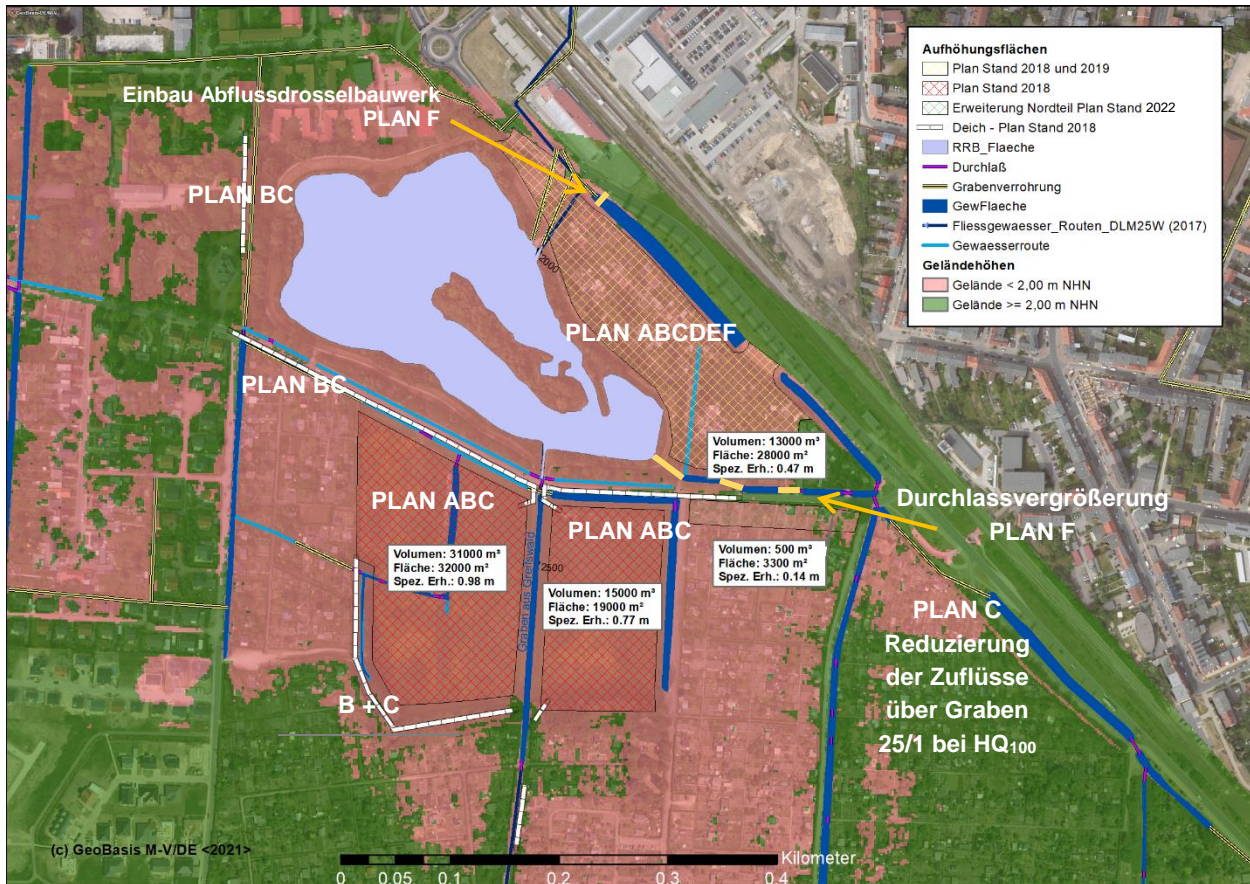 Einbau Abflussdrosselbauwerk
PLAN F
Aufhöhungsflächen
Plan Stand 2018 und 2019
Plan Stand 2018
Erweiterung Nordteil Plan Stand 2022
Deich - Plan Stand 2018
RRB_Flaeche
Durchlaß
Grabenverrohrung
GewFlaeche
Fliessgewaesser_Routen_DLM25W (2017)
Gewaesserroute
Geländehöhen
Gelände < 2,00 m NHN
Gelände >= 2,00 m NHN
PLAN BC
2000
PLAN ABCDEF
PLAN BC
Volumen: 13000 m³
Fläche: 28000 m²
Spez. Erh.: 0.47 m
PLAN ABC
PLAN ABC
Durchlassvergrößerung
PLAN F
Volumen: 31000 m³
Fläche: 32000 m²
Spez. Erh.: 0.98 m
2500
Graben aus Greifswald
Volumen: 15000 m³
Fläche: 19000 m²
Spez. Erh.: 0.77 m
Volumen: 500 m³
Fläche: 3300 m²
Spez. Erh.: 0.14 m
PLAN C
Reduzierung
der Zuflüsse
über Graben
25/1 bei HQ₁₀₀
B + C
(c) GeoBasis M-V/DE <2021>
Kilometer
0 0.05 0.1 0.2 0.3 0.4